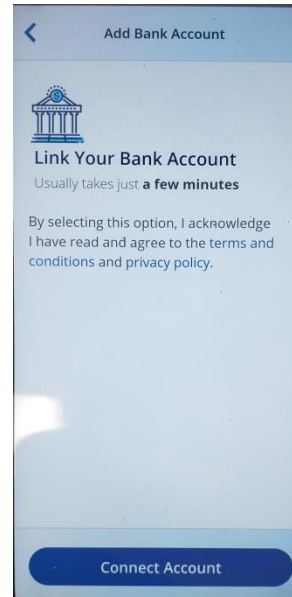 Add Bank Account
Link Your Bank Account
Usually takes just a few minutes
By selecting this option, I acknowledge
I have read and agree to the terms and
conditions and privacy policy.
Connect Account